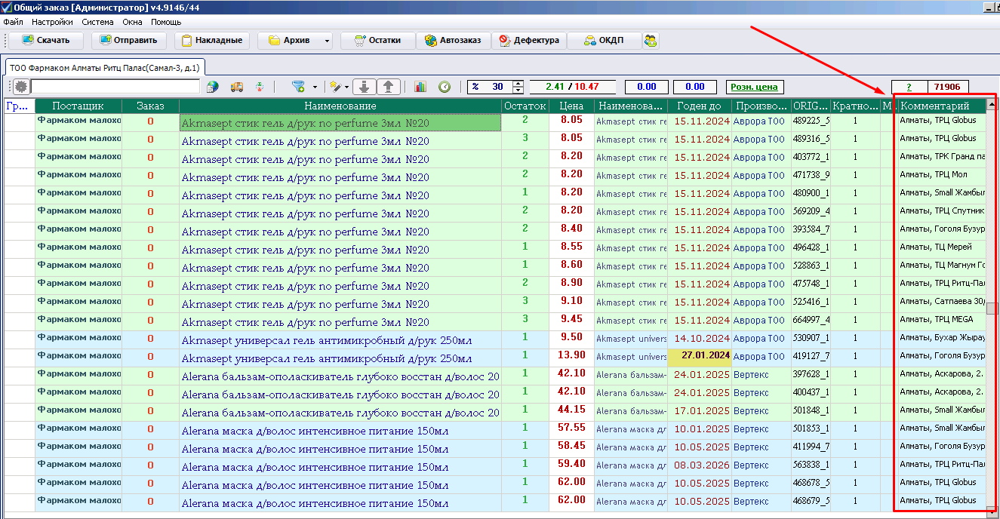 Общий заказ [Администратор] v4.9146/44
Файл Настройки Система Окна Помощь
Скачать Отправить Накладные Архив Остатки Автозаказ Дефектура ОКДП
ТОО Фармаком Алматы Ритц Палас(Самал-3, д.1)
% 30 2.41 / 10.47 0.00 0.00 Розн. цена ? 71906
Гр... Постащик Заказ Наименование Остаток Цена Наименова... Годен до Произво... ORIG... Кратно... М Комментарий
Фармаком малохо 0 Akmasept стик гель д/рук no perfume 3мл №20 2 8.05 Akmasept стик ге 15.11.2024 Аврора ТОО 489225_5 1 Алматы, ТРЦ Globus
Фармаком малохо 0 Akmasept стик гель д/рук no perfume 3мл №20 3 8.05 Akmasept стик ге 15.11.2024 Аврора ТОО 489316_5 1 Алматы, ТРЦ Globus
Фармаком малохо 0 Akmasept стик гель д/рук no perfume 3мл №20 2 8.20 Akmasept стик ге 15.11.2024 Аврора ТОО 403772_1 1 Алматы, ТРК Гранд па
Фармаком малохо 0 Akmasept стик гель д/рук no perfume 3мл №20 2 8.20 Akmasept стик ге 15.11.2024 Аврора ТОО 471738_9 1 Алматы, ТРЦ Мол
Фармаком малохо 0 Akmasept стик гель д/рук no perfume 3мл №20 1 8.20 Akmasept стик ге 15.11.2024 Аврора ТОО 480900_1 1 Алматы, Small Жамбыл
Фармаком малохо 0 Akmasept стик гель д/рук no perfume 3мл №20 2 8.20 Akmasept стик ге 15.11.2024 Аврора ТОО 569209_4 1 Алматы, ТРЦ Спутник
Фармаком малохо 0 Akmasept стик гель д/рук no perfume 3мл №20 2 8.40 Akmasept стик ге 15.11.2024 Аврора ТОО 393584_7 1 Алматы, Гоголя Бузур
Фармаком малохо 0 Akmasept стик гель д/рук no perfume 3мл №20 1 8.55 Akmasept стик ге 15.11.2024 Аврора ТОО 496428_1 1 Алматы, ТЦ Мерей
Фармаком малохо 0 Akmasept стик гель д/рук no perfume 3мл №20 1 8.60 Akmasept стик ге 15.11.2024 Аврора ТОО 528863_1 1 Алматы, ТЦ Магнум Го
Фармаком малохо 0 Akmasept стик гель д/рук no perfume 3мл №20 2 8.90 Akmasept стик ге 15.11.2024 Аврора ТОО 475748_1 1 Алматы, ТРЦ Ритц-Пал
Фармаком малохо 0 Akmasept стик гель д/рук no perfume 3мл №20 3 9.10 Akmasept стик ге 15.11.2024 Аврора ТОО 525416_1 1 Алматы, Сатпаева 30д
Фармаком малохо 0 Akmasept стик гель д/рук no perfume 3мл №20 3 9.45 Akmasept стик ге 15.11.2024 Аврора ТОО 664997_4 1 Алматы, ТРЦ MEGA
Фармаком малохо 0 Akmasept универсал гель антимикробный д/рук 250мл 1 9.50 Akmasept univers 14.10.2024 Аврора ТОО 530907_1 1 Алматы, Бухар Жырау
Фармаком малохо 0 Akmasept универсал гель антимикробный д/рук 250мл 1 13.90 Akmasept univers 27.01.2024 Аврора ТОО 419127_7 1 Алматы, Гоголя Бузур
Фармаком малохо 0 Alerana бальзам-ополаскиватель глубоко восстан д/волос 20 1 42.10 Alerana бальзам- 24.01.2025 Вертекс 397628_1 1 Алматы, Аскарова, 2.
Фармаком малохо 0 Alerana бальзам-ополаскиватель глубоко восстан д/волос 20 1 42.10 Alerana бальзам- 24.01.2025 Вертекс 400437_1 1 Алматы, Аскарова, 2.
Фармаком малохо 0 Alerana бальзам-ополаскиватель глубоко восстан д/волос 20 1 44.15 Alerana бальзам- 17.01.2025 Вертекс 501848_1 1 Алматы, Small Жамбыл
Фармаком малохо 0 Alerana маска д/волос интенсивное питание 150мл 1 57.55 Alerana маска дл 10.01.2025 Вертекс 501853_1 1 Алматы, Small Жамбыл
Фармаком малохо 0 Alerana маска д/волос интенсивное питание 150мл 1 58.45 Alerana маска дл 10.05.2025 Вертекс 411994_7 1 Алматы, Гоголя Бузур
Фармаком малохо 0 Alerana маска д/волос интенсивное питание 150мл 1 59.40 Alerana маска дл 08.03.2026 Вертекс 563838_1 1 Алматы, ТРЦ Ритц-Пал
Фармаком малохо 0 Alerana маска д/волос интенсивное питание 150мл 1 62.00 Alerana маска дл 10.05.2025 Вертекс 468678_5 1 Алматы, ТРЦ Globus
Фармаком малохо 0 Alerana маска д/волос интенсивное питание 150мл 1 62.00 Alerana маска дл 10.05.2025 Вертекс 468679_5 1 Алматы, ТРЦ Globus